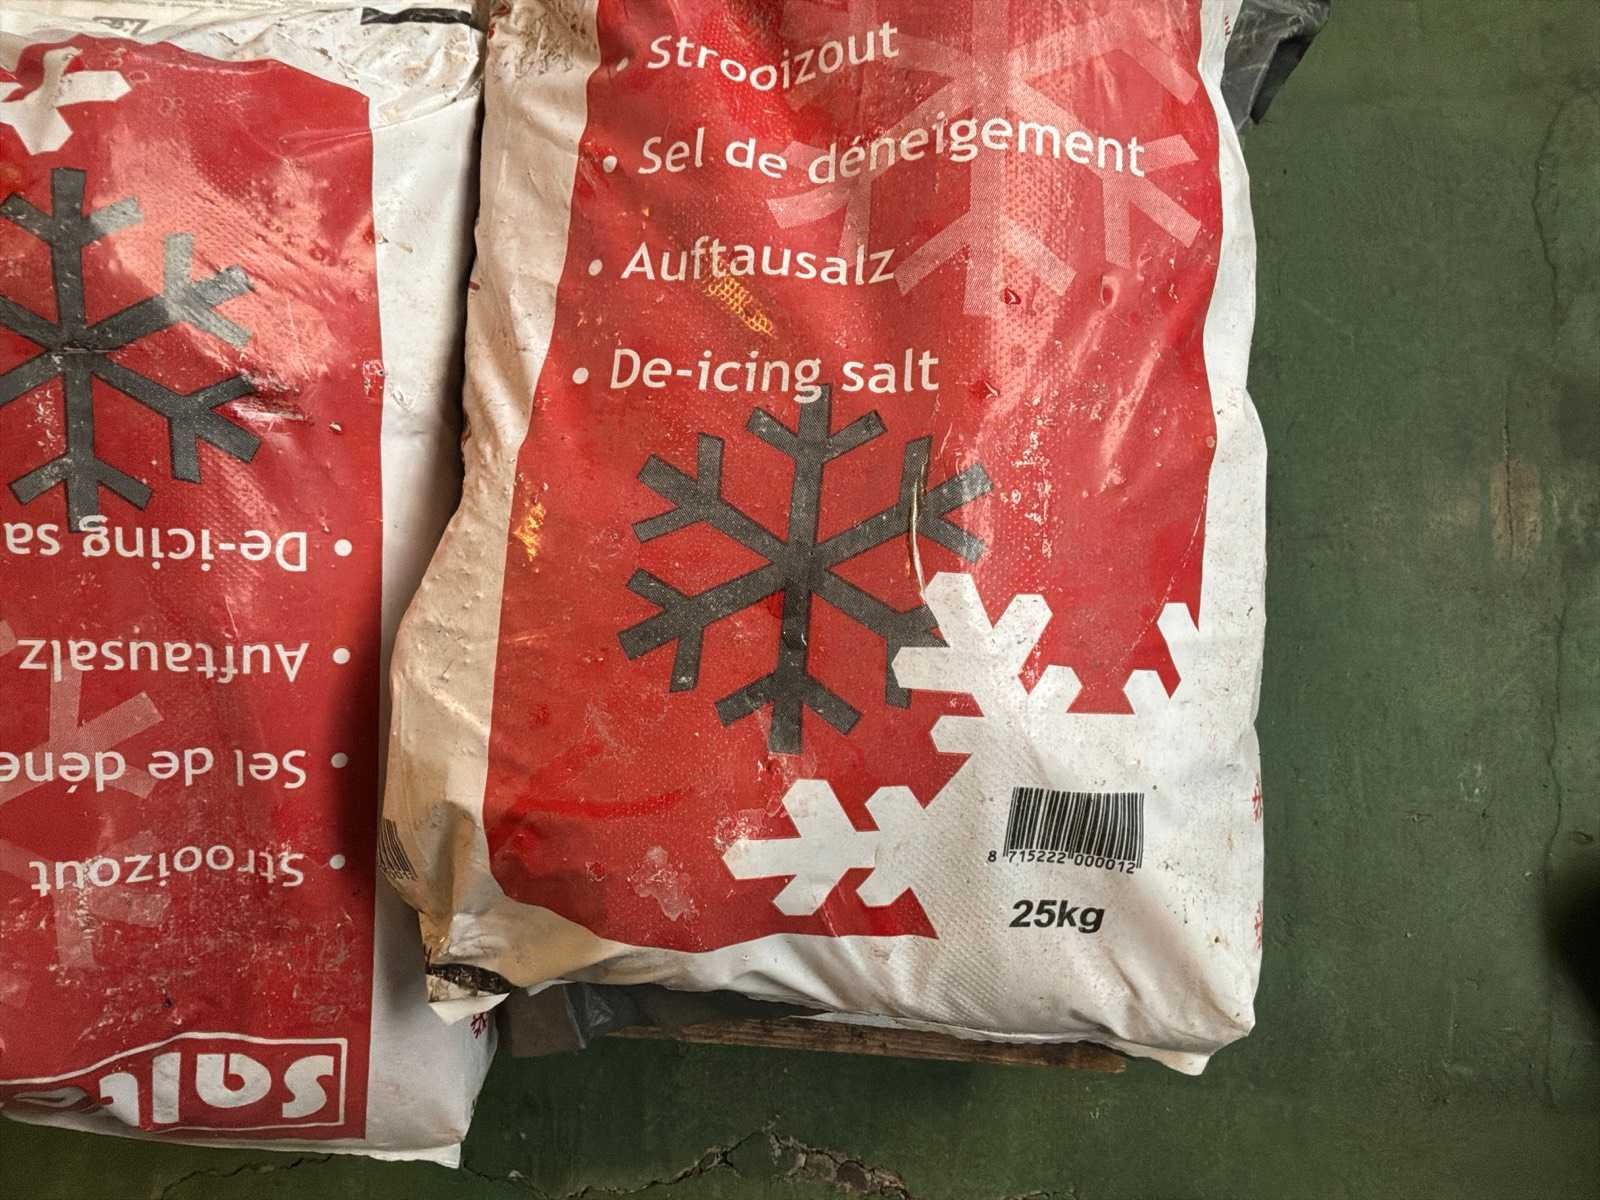 • Strooizout
• Sel de déneigement
• Auftausalz
• De-icing salt
8 715222 000012
25kg
salt
• Strooizout
• Sel de déne
• Auftausalz
• De-icing sa